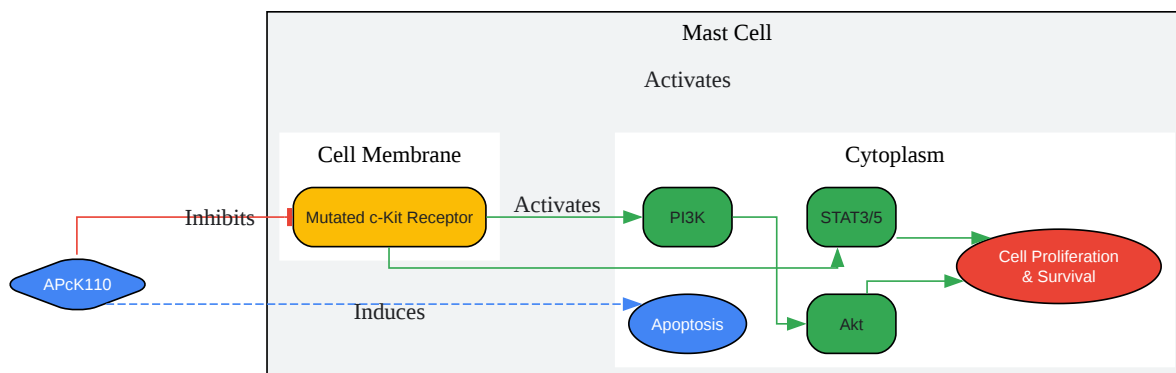 Mast Cell
Activates
Cell Membrane
Cytoplasm
Inhibits
Mutated c-Kit Receptor
Activates
PI3K
STAT3/5
Cell Proliferation
& Survival
APcK110
Induces
Apoptosis
Akt